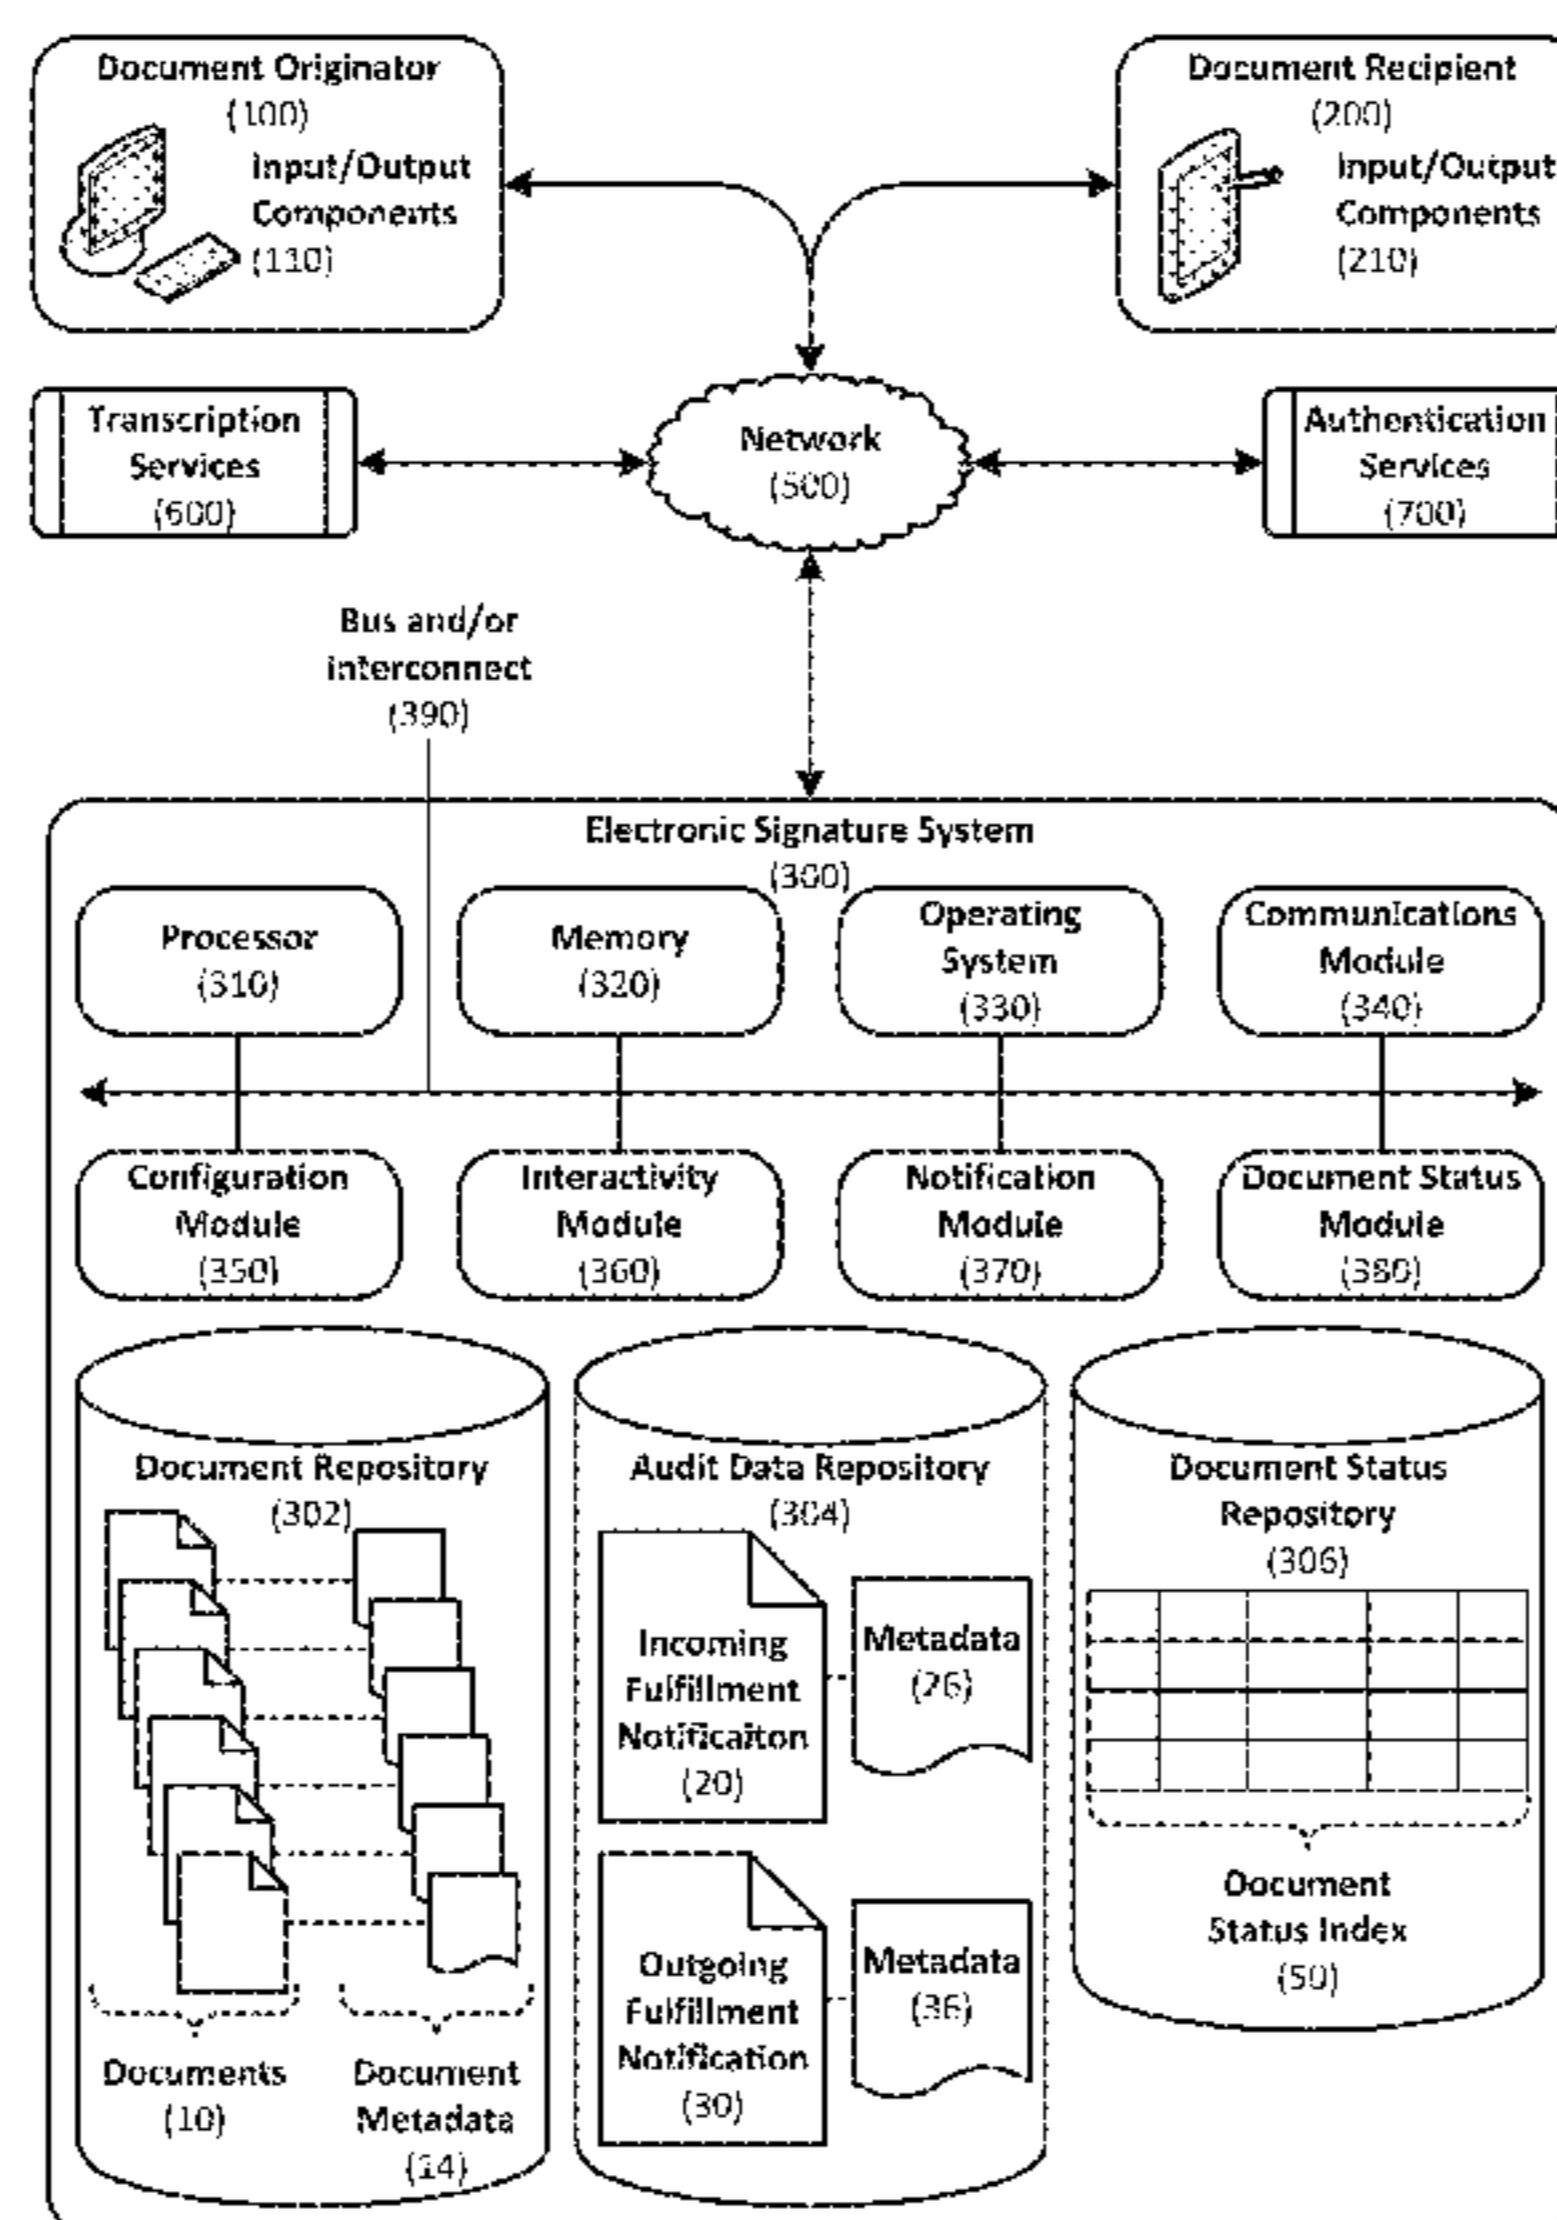 Document Originator
(100)
Input/Output
Components
(110)
Document Recipient
(200)
Input/Output
Components
(210)
Transcription
Services
(600)
Network
(500)
Authentication
Services
(700)
Bus and/or
interconnect
(390)
Electronic Signature System
(300)
Processor
(310)
Memory
(320)
Operating
System
(330)
Communications
Module
(340)
Configuration
Module
(350)
Interactivity
Module
(360)
Notification
Module
(370)
Document Status
Module
(380)
Document Repository
(302)
Documents
(10)
Document
Metadata
(14)
Audit Data Repository
(304)
Incoming
Fulfillment
Notificaiton
(20)
Metadata
(26)
Outgoing
Fulfillment
Notification
(30)
Metadata
(36)
Document Status
Repository
(306)
Document
Status Index
(50)